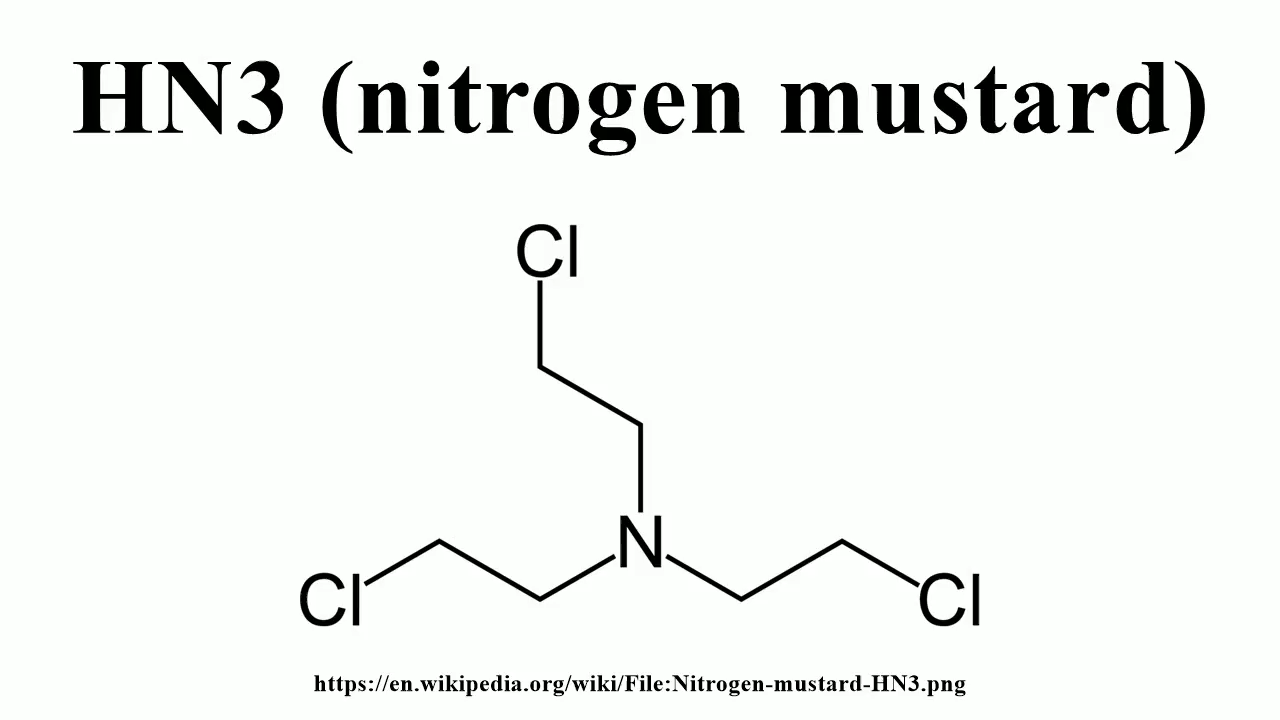 HN3 (nitrogen mustard)
Cl
N
Cl
Cl
https://en.wikipedia.org/wiki/File:Nitrogen-mustard-HN3.png